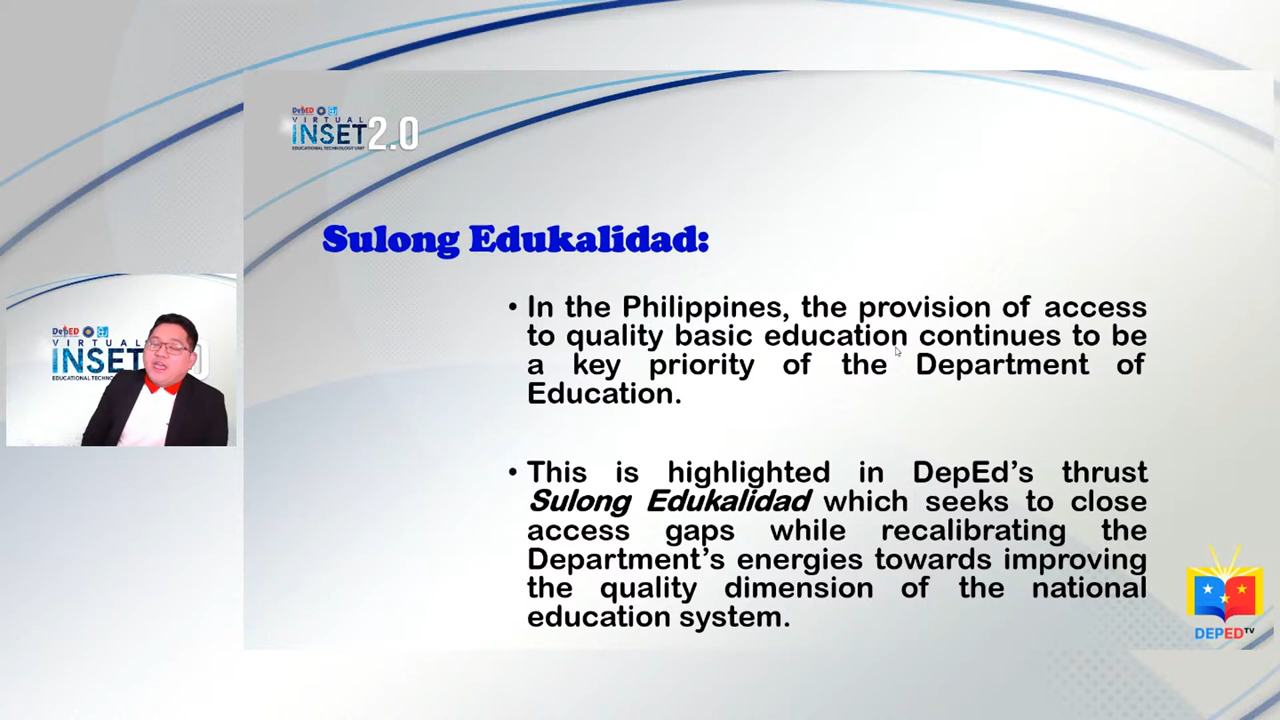 DepED
VIRTUAL
INSET 2.0
EDUCATIONAL TECHNOLOGY UNIT
Sulong Edukalidad:
• In the Philippines, the provision of access
to quality basic education continues to be
a key priority of the Department of
Education.
• This is highlighted in DepEd’s thrust
Sulong Edukalidad which seeks to close
access gaps while recalibrating the
Department’s energies towards improving
the quality dimension of the national
education system.
DepED
VIRTUAL
INSET
EDUCATIONAL TECHNO
DEPED TV